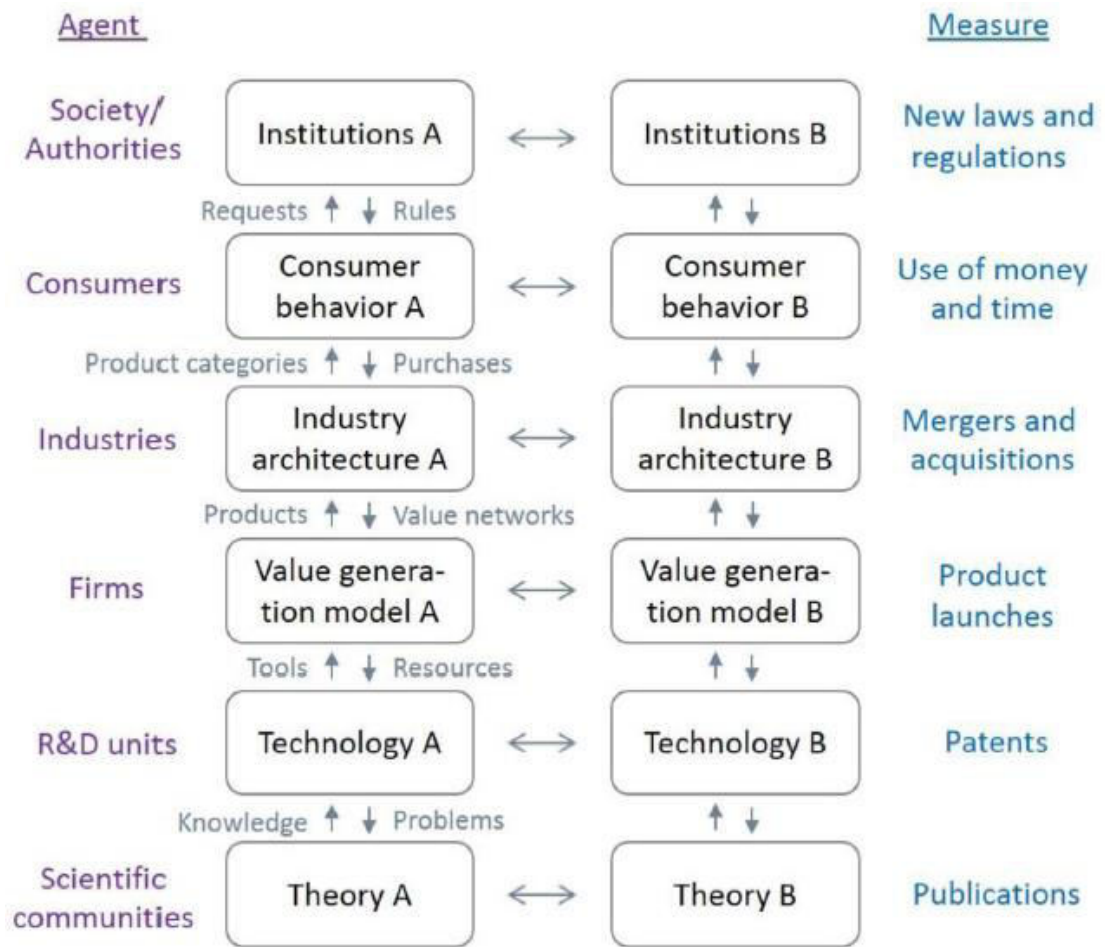 Agent
Measure
Society/
Authorities
Institutions A
Institutions B
New laws and
regulations
Requests
Rules
Consumers
Consumer
behavior A
Consumer
behavior B
Use of money
and time
Product categories
Purchases
Industries
Industry
architecture A
Industry
architecture B
Mergers and
acquisitions
Products
Value networks
Firms
Value genera-
tion model A
Value genera-
tion model B
Product
launches
Tools
Resources
R&D units
Technology A
Technology B
Patents
Knowledge
Problems
Scientific
communities
Theory A
Theory B
Publications